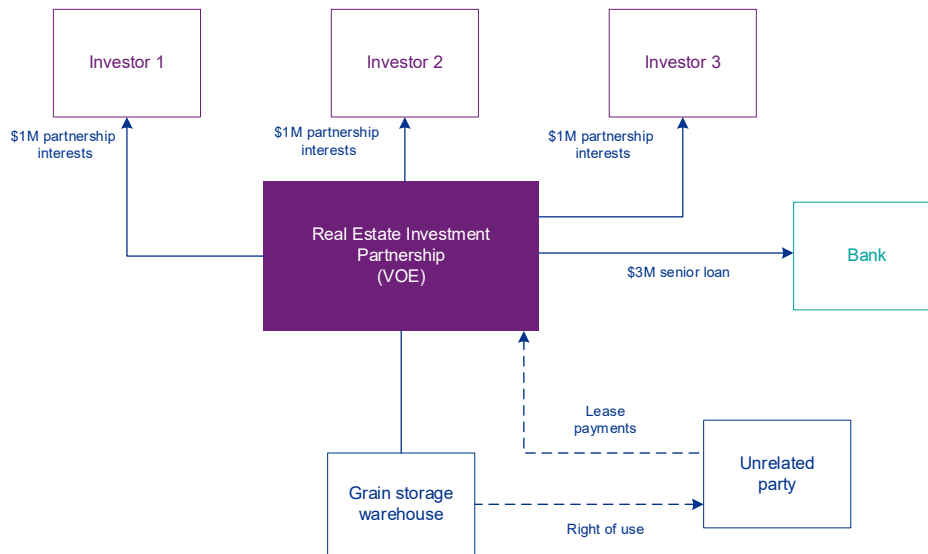 Investor 1
Investor 2
Investor 3
$1M partnership
interests
$1M partnership
interests
$1M partnership
interests
Real Estate Investment
Partnership
(VOE)
Bank
$3M senior loan
Lease
payments
Unrelated
party
Grain storage
warehouse
Right of use